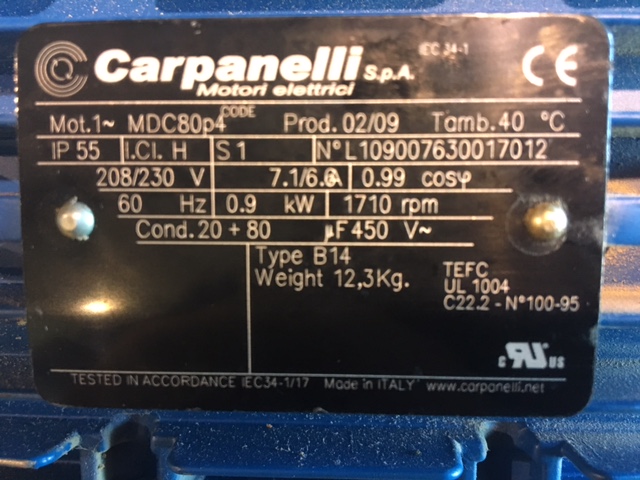 Carpanelli S.p.A.
Motori elettrici
IEC 34-1
CE
CODE
Mot.1~ MDC80p4 Prod. 02/09 Tamb. 40 °C
IP 55 I.Cl. H S 1 N° L109007630017012
208/230 V 7.1/6.6A 0.99 cosφ
60 Hz 0.9 kW 1710 rpm
Cond. 20 + 80 µF 450 V~
Type B14
Weight 12,3Kg.
TEFC
UL 1004
C22.2 - N°100-95
c RU us
TESTED IN ACCORDANCE IEC34-1/17 Made in ITALY www.carpanelli.net